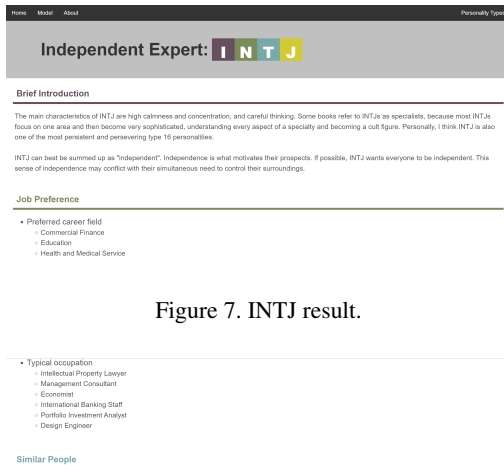 Home Model About Personality Types
Independent Expert: I N T J
Brief Introduction
The main characteristics of INTJ are high calmness and concentration, and careful thinking. Some books refer to INTJs as specialists, because most INTJs
focus on one area and then become very sophisticated, understanding every aspect of a specialty and becoming a cult figure. Personally, I think INTJ is also
one of the most persistent and persevering type 16 personalities.
INTJ can best be summed up as "independent". Independence is what motivates their prospects. If possible, INTJ wants everyone to be independent. This
sense of independence may conflict with their simultaneous need to control their surroundings.
Job Preference
• Preferred career field
○ Commercial Finance
○ Education
○ Health and Medical Service
Figure 7. INTJ result.
• Typical occupation
○ Intellectual Property Lawyer
○ Management Consultant
○ Economist
○ International Banking Staff
○ Portfolio Investment Analyst
○ Design Engineer
Similar People